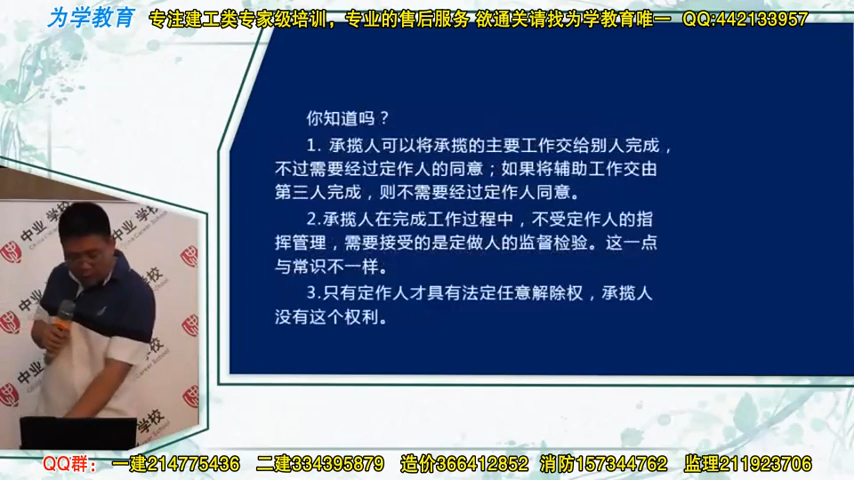 为学教育 专注建工类专家级培训，专业的售后服务 欲通关请找为学教育唯一 QQ:442133957
你知道吗？
1. 承揽人可以将承揽的主要工作交给别人完成，
不过需要经过定作人的同意；如果将辅助工作交由
第三人完成，则不需要经过定作人同意。
2.承揽人在完成工作过程中，不受定作人的指
挥管理，需要接受的是定做人的监督检验。这一点
与常识不一样。
3.只有定作人才具有法定任意解除权，承揽人
没有这个权利。
中业 学校
学校
中业
中业
学校
QQ群： 一建214775436 二建334395879 造价366412852 消防157344762 监理211923706